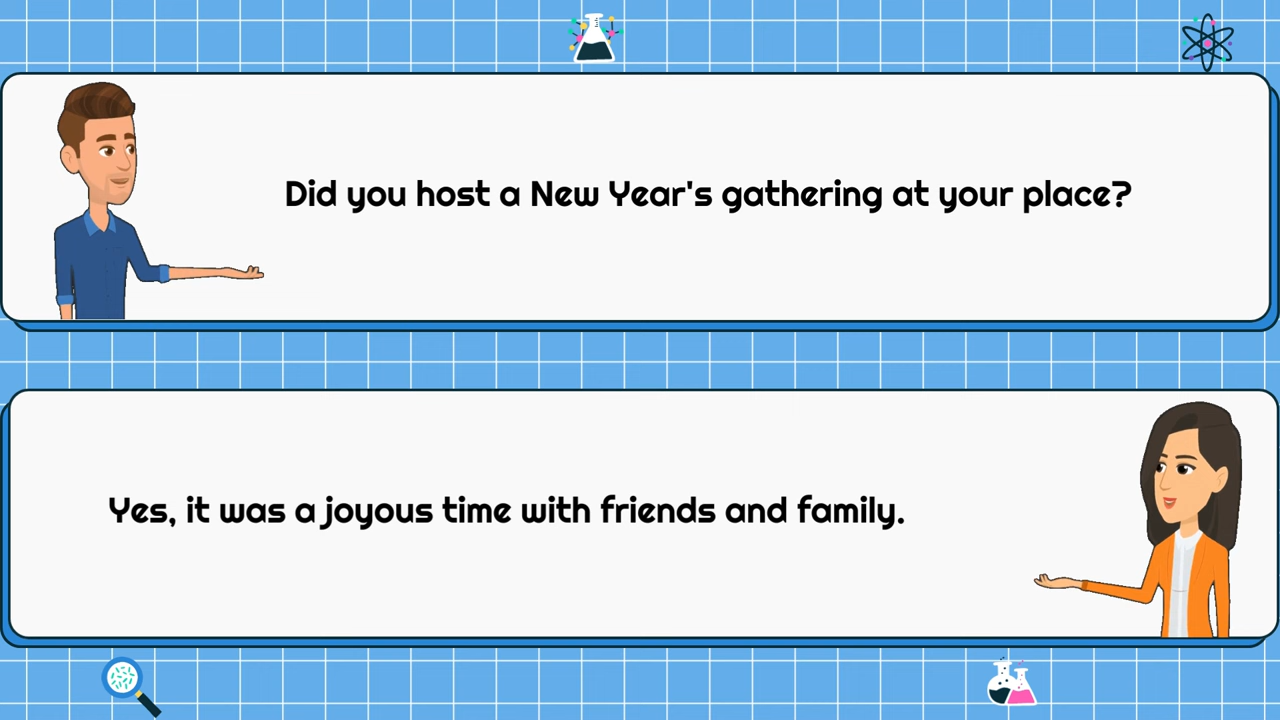 Did you host a New Year's gathering at your place?
Yes, it was a joyous time with friends and family.